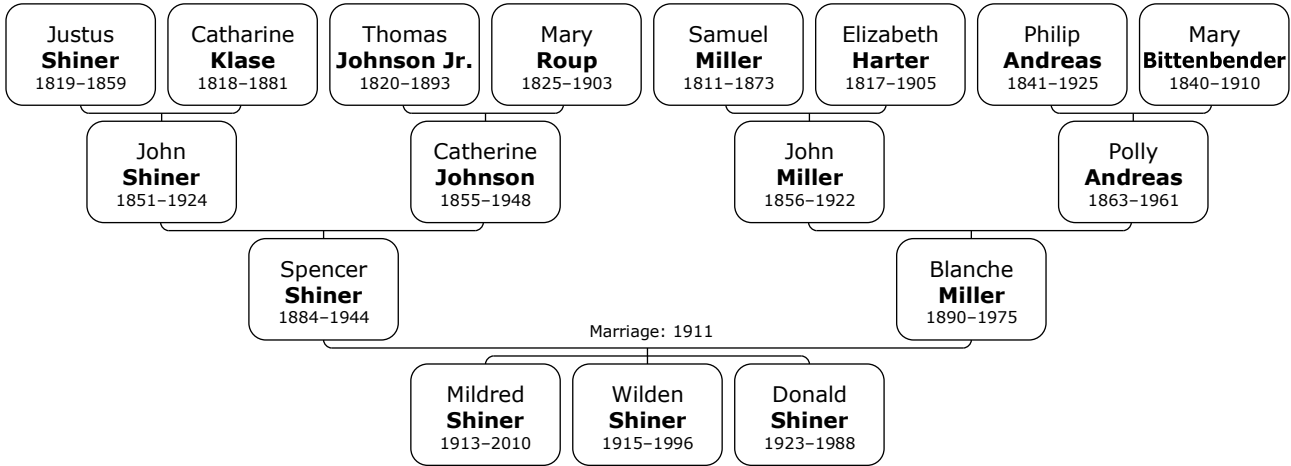 Justus
Shiner
1819–1859
Catharine
Klase
1818–1881
Thomas
Johnson Jr.
1820–1893
Mary
Roup
1825–1903
Samuel
Miller
1811–1873
Elizabeth
Harter
1817–1905
Philip
Andreas
1841–1925
Mary
Bittenbender
1840–1910
John
Shiner
1851–1924
Catherine
Johnson
1855–1948
John
Miller
1856–1922
Polly
Andreas
1863–1961
Spencer
Shiner
1884–1944
Blanche
Miller
1890–1975
Marriage: 1911
Mildred
Shiner
1913–2010
Wilden
Shiner
1915–1996
Donald
Shiner
1923–1988